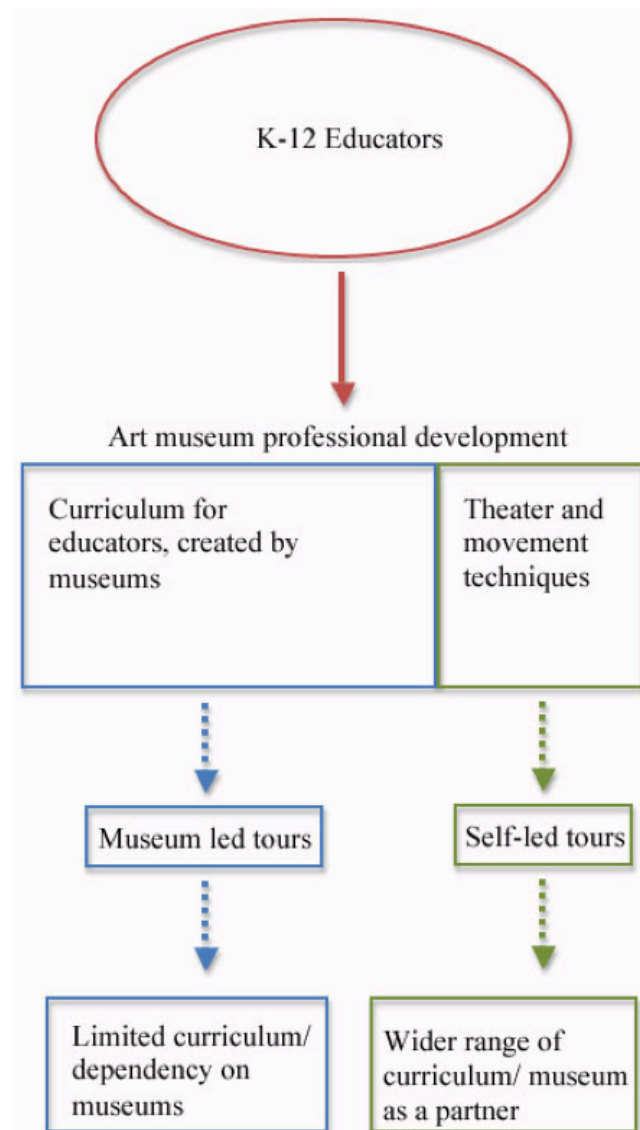 K-12 Educators
Art museum professional development
Curriculum for
educators, created by
museums
Theater and
movement
techniques
Museum led tours
Self-led tours
Limited curriculum/
dependency on
museums
Wider range of
curriculum/ museum
as a partner